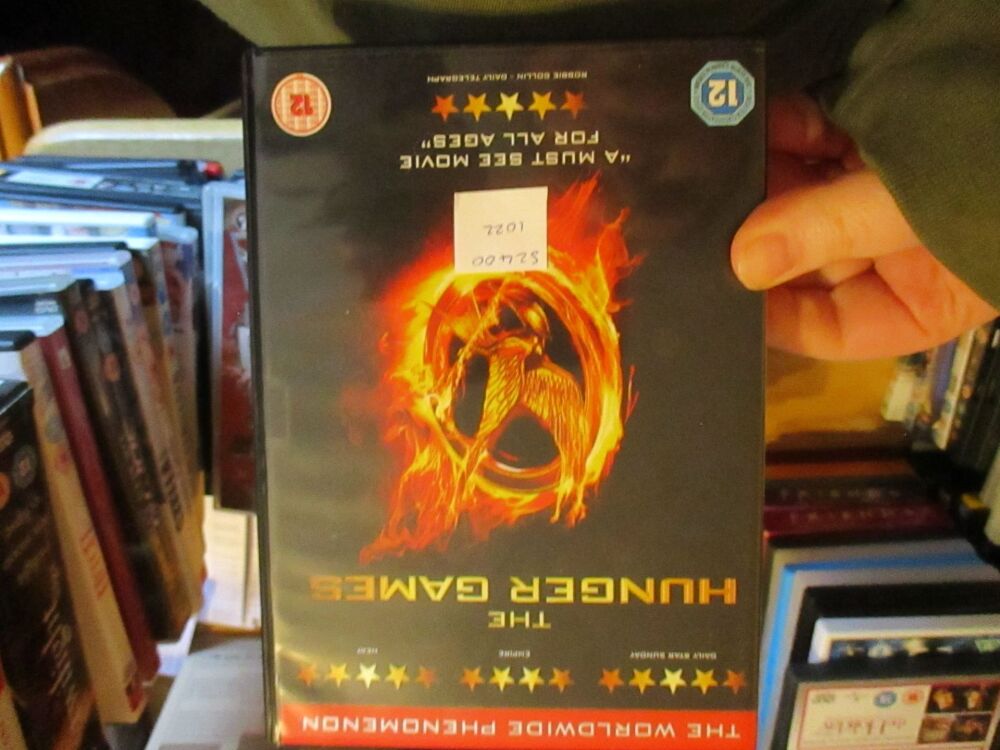 THE WORLDWIDE PHENOMENON
DAILY STAR SUNDAY
EMPIRE
HEAT
THE
HUNGER GAMES
S2400
1022
"A MUST SEE MOVIE
FOR ALL AGES"
ROBBIE COLLIN - DAILY TELEGRAPH
12
12